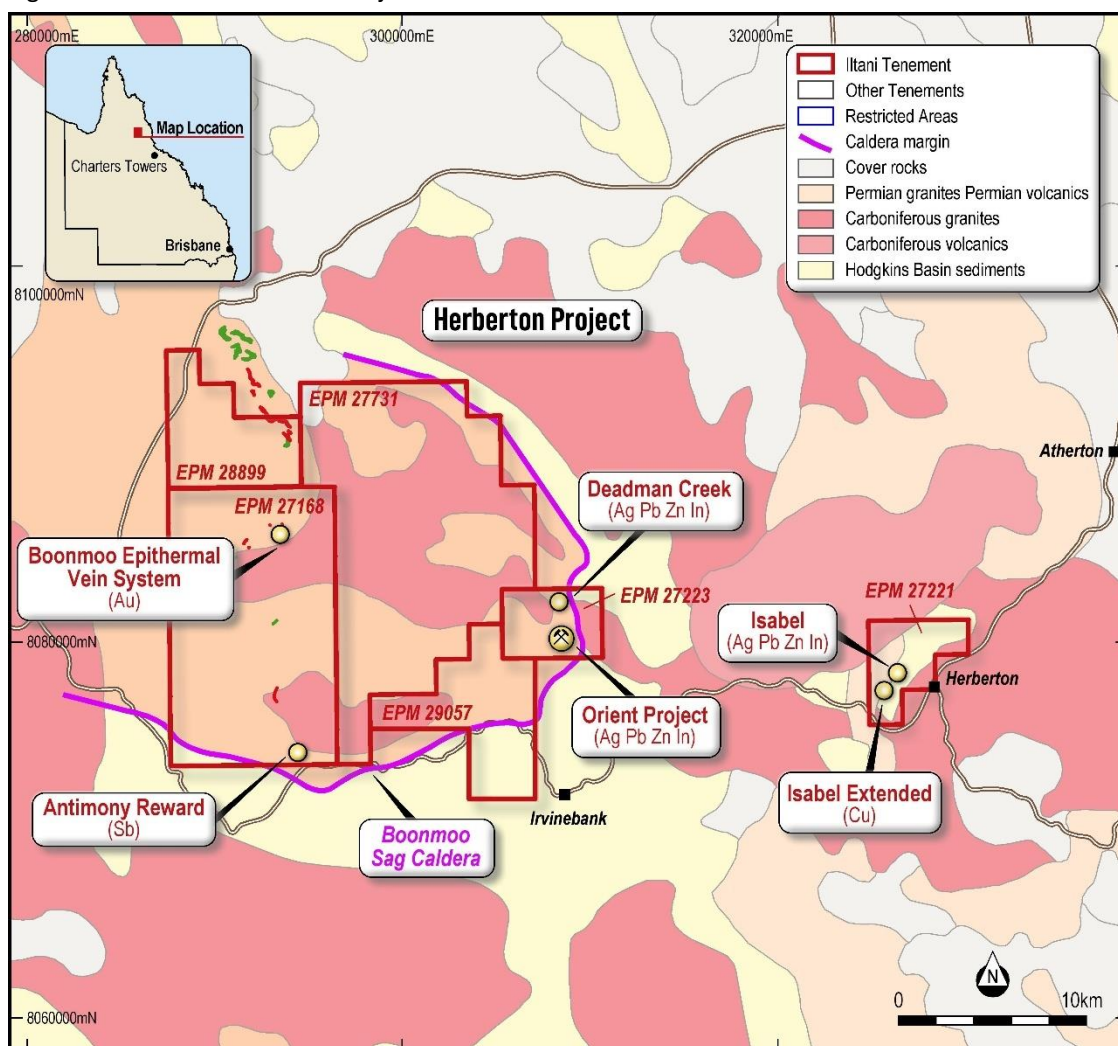 280000mE
300000mE
320000mE
Map Location
Charters Towers
Brisbane
Iltani Tenement
Other Tenements
Restricted Areas
Caldera margin
Cover rocks
Permian granites Permian volcanics
Carboniferous granites
Carboniferous volcanics
Hodgkins Basin sediments
8100000mN
Herberton Project
EPM 27731
Atherton
EPM 28899
Deadman Creek
(Ag Pb Zn In)
EPM 27168
Boonmoo Epithermal
Vein System
(Au)
EPM 27223
EPM 27221
Isabel
(Ag Pb Zn In)
8080000mN
Herberton
EPM 29057
Orient Project
(Ag Pb Zn In)
Antimony Reward
(Sb)
Irvinebank
Isabel Extended
(Cu)
Boonmoo
Sag Caldera
N
0
10km
8060000mN